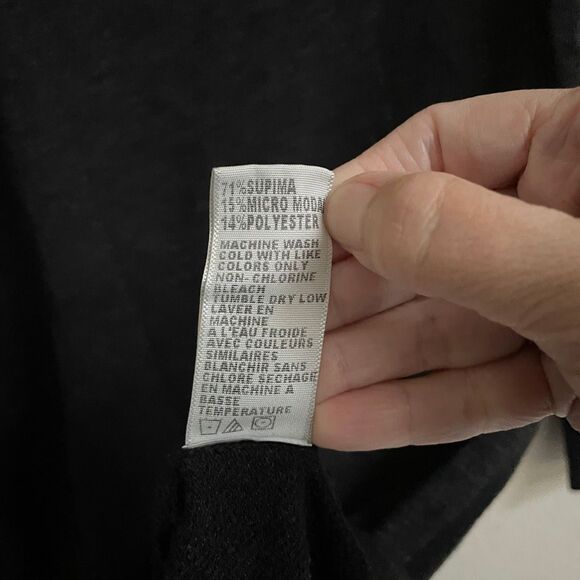 71%SUPIMA
15%MICRO MODA
14%POLYESTER
MACHINE WASH
COLD WITH LIKE
COLORS ONLY
NON- CHLORINE
BLEACH
TUMBLE DRY LOW
LAVER EN
MACHINE
A L'EAU FROIDE
AVEC COULEURS
SIMILAIRES
BLANCHIR SANS
CHLORE SECHAGE
EN MACHINE A
BASSE
TEMPERATURE